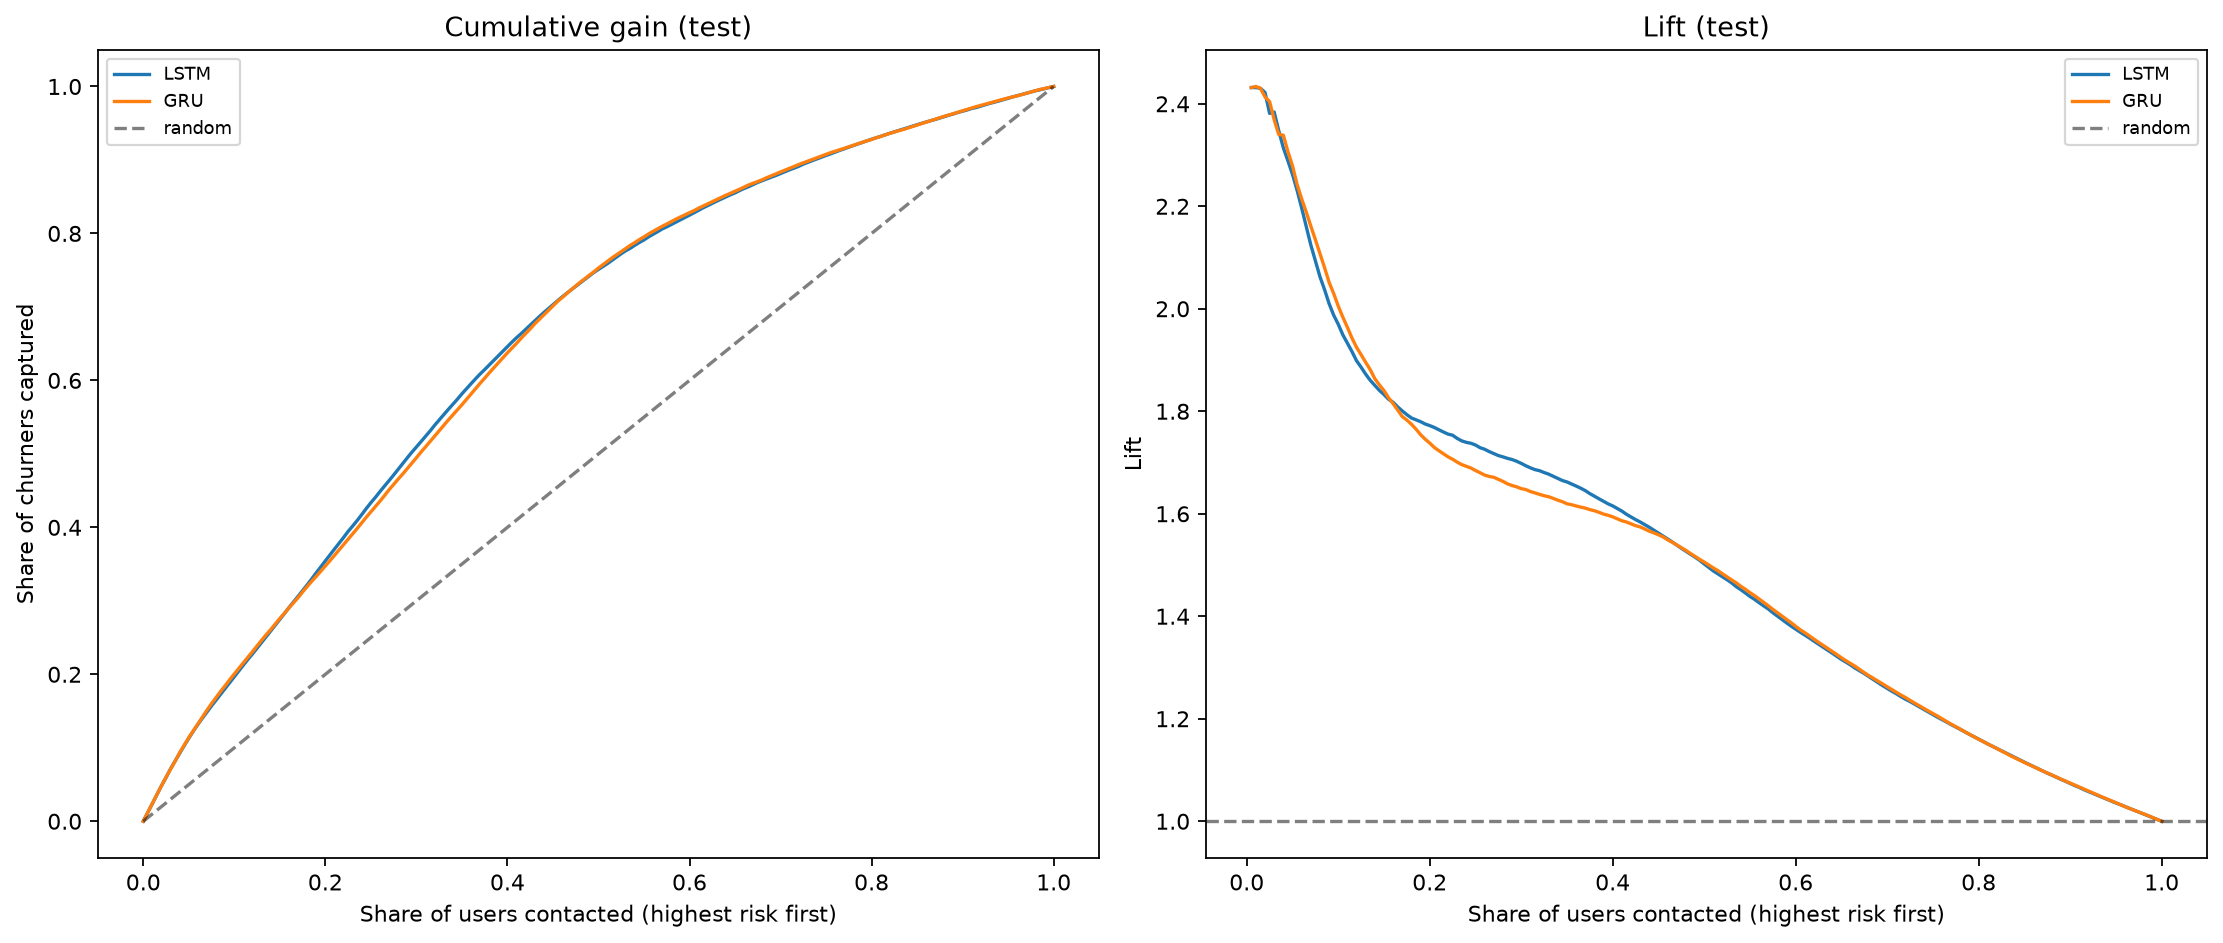 Cumulative gain (test)
LSTM
GRU
random
1.0
0.8
0.6
0.4
0.2
0.0
Share of churners captured
0.0 0.2 0.4 0.6 0.8 1.0
Share of users contacted (highest risk first)
Lift (test)
LSTM
GRU
random
2.4
2.2
2.0
1.8
1.6
1.4
1.2
1.0
Lift
0.0 0.2 0.4 0.6 0.8 1.0
Share of users contacted (highest risk first)